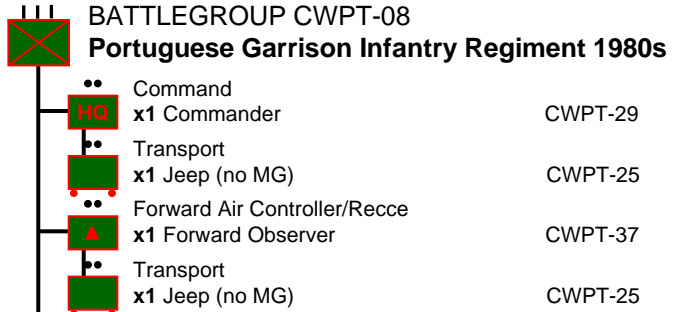 BATTLEGROUP CWPT-08
Portuguese Garrison Infantry Regiment 1980s
Command
HQ x1 Commander CWPT-29
Transport
x1 Jeep (no MG) CWPT-25
Forward Air Controller/Recce
x1 Forward Observer CWPT-37
Transport
x1 Jeep (no MG) CWPT-25